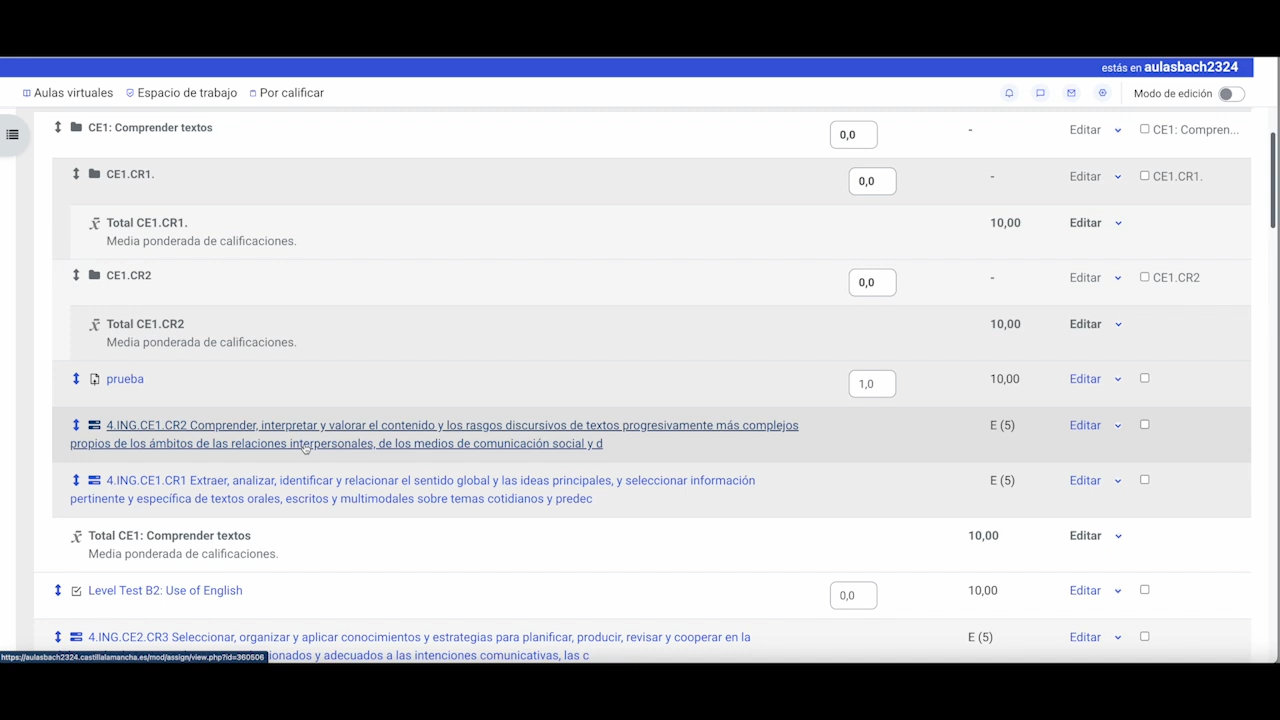 estás en aulasbach2324
Aulas virtuales Espacio de trabajo Por calificar Modo de edición
CE1: Comprender textos 0,0 - Editar CE1: Compren...
CE1.CR1. 0,0 - Editar CE1.CR1.
Total CE1.CR1. 10,00 Editar
Media ponderada de calificaciones.
CE1.CR2 0,0 - Editar CE1.CR2
Total CE1.CR2 10,00 Editar
Media ponderada de calificaciones.
prueba 1,0 10,00 Editar
4.ING.CE1.CR2 Comprender, interpretar y valorar el contenido y los rasgos discursivos de textos progresivamente más complejos E (5) Editar
propios de los ámbitos de las relaciones interpersonales, de los medios de comunicación social y d
4.ING.CE1.CR1 Extraer, analizar, identificar y relacionar el sentido global y las ideas principales, y seleccionar información E (5) Editar
pertinente y específica de textos orales, escritos y multimodales sobre temas cotidianos y predec
Total CE1: Comprender textos 10,00 Editar
Media ponderada de calificaciones.
Level Test B2: Use of English 0,0 10,00 Editar
4.ING.CE2.CR3 Seleccionar, organizar y aplicar conocimientos y estrategias para planificar, producir, revisar y cooperar en la E (5) Editar
https://aulasbach2324.castillalamancha.es/mod/assign/view.php?id=360506 ionados y adecuados a las intenciones comunicativas, las c